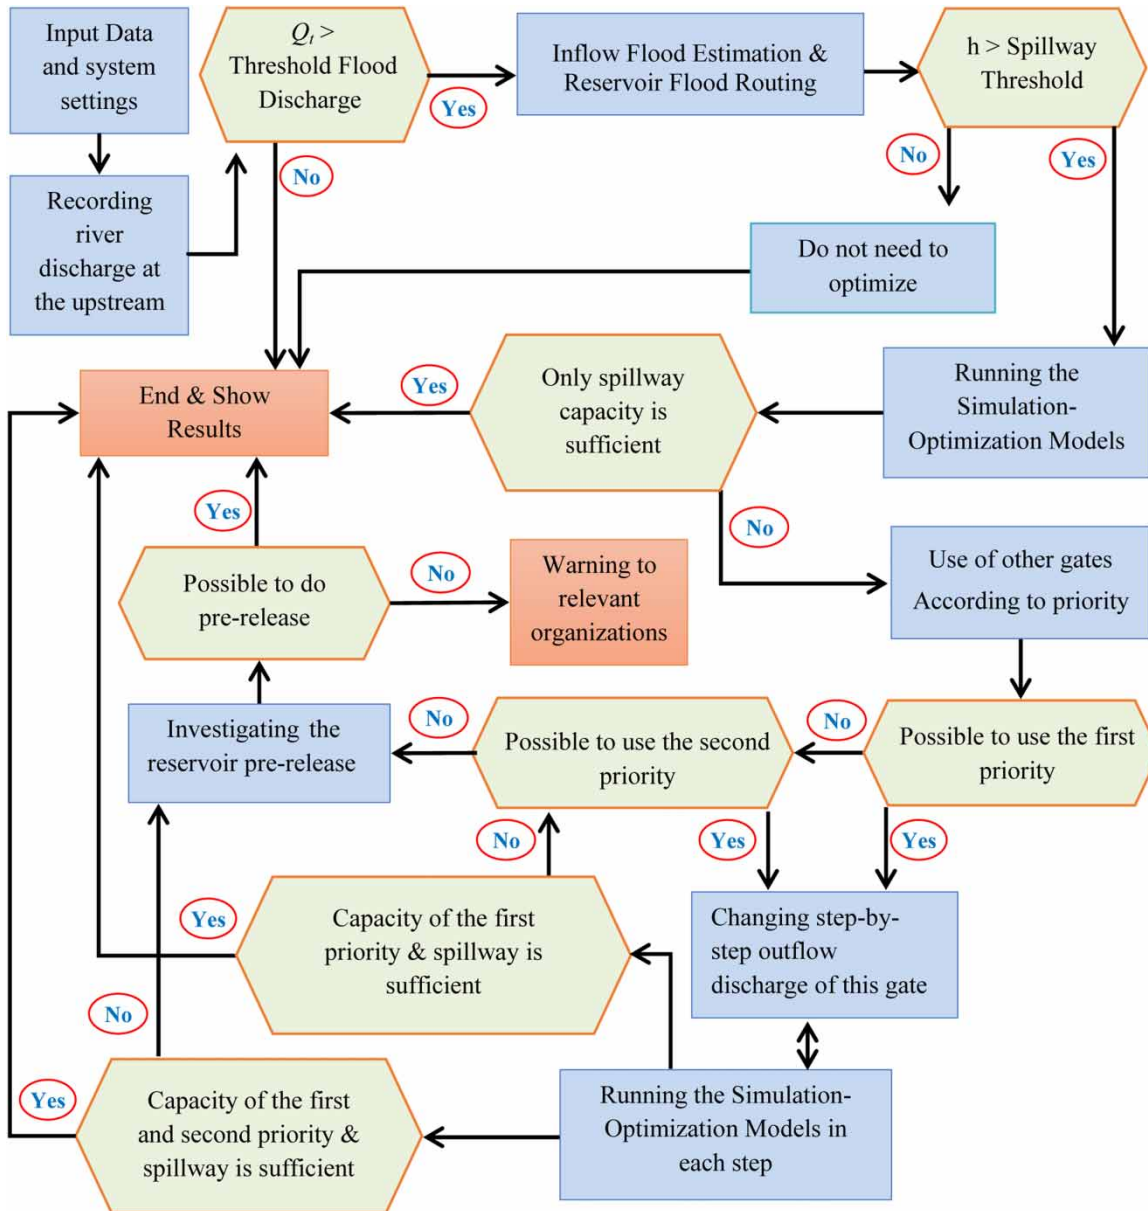 Input Data
and system
settings
Qt >
Threshold Flood
Discharge
Yes
Inflow Flood Estimation &
Reservoir Flood Routing
h > Spillway
Threshold
No
No
Yes
Recording
river
discharge at
the upstream
Do not need to
optimize
End & Show
Results
Yes
Only spillway
capacity is
sufficient
Running the
Simulation-
Optimization Models
Yes
No
Possible to do
pre-release
No
Warning to
relevant
organizations
Use of other gates
According to priority
Investigating the
reservoir pre-release
No
Possible to use the second
priority
No
Possible to use the first
priority
No
Yes
Yes
Yes
Capacity of the first
priority & spillway is
sufficient
Changing step-by-
step outflow
discharge of this gate
No
Yes
Capacity of the first
and second priority &
spillway is sufficient
Running the Simulation-
Optimization Models in
each step